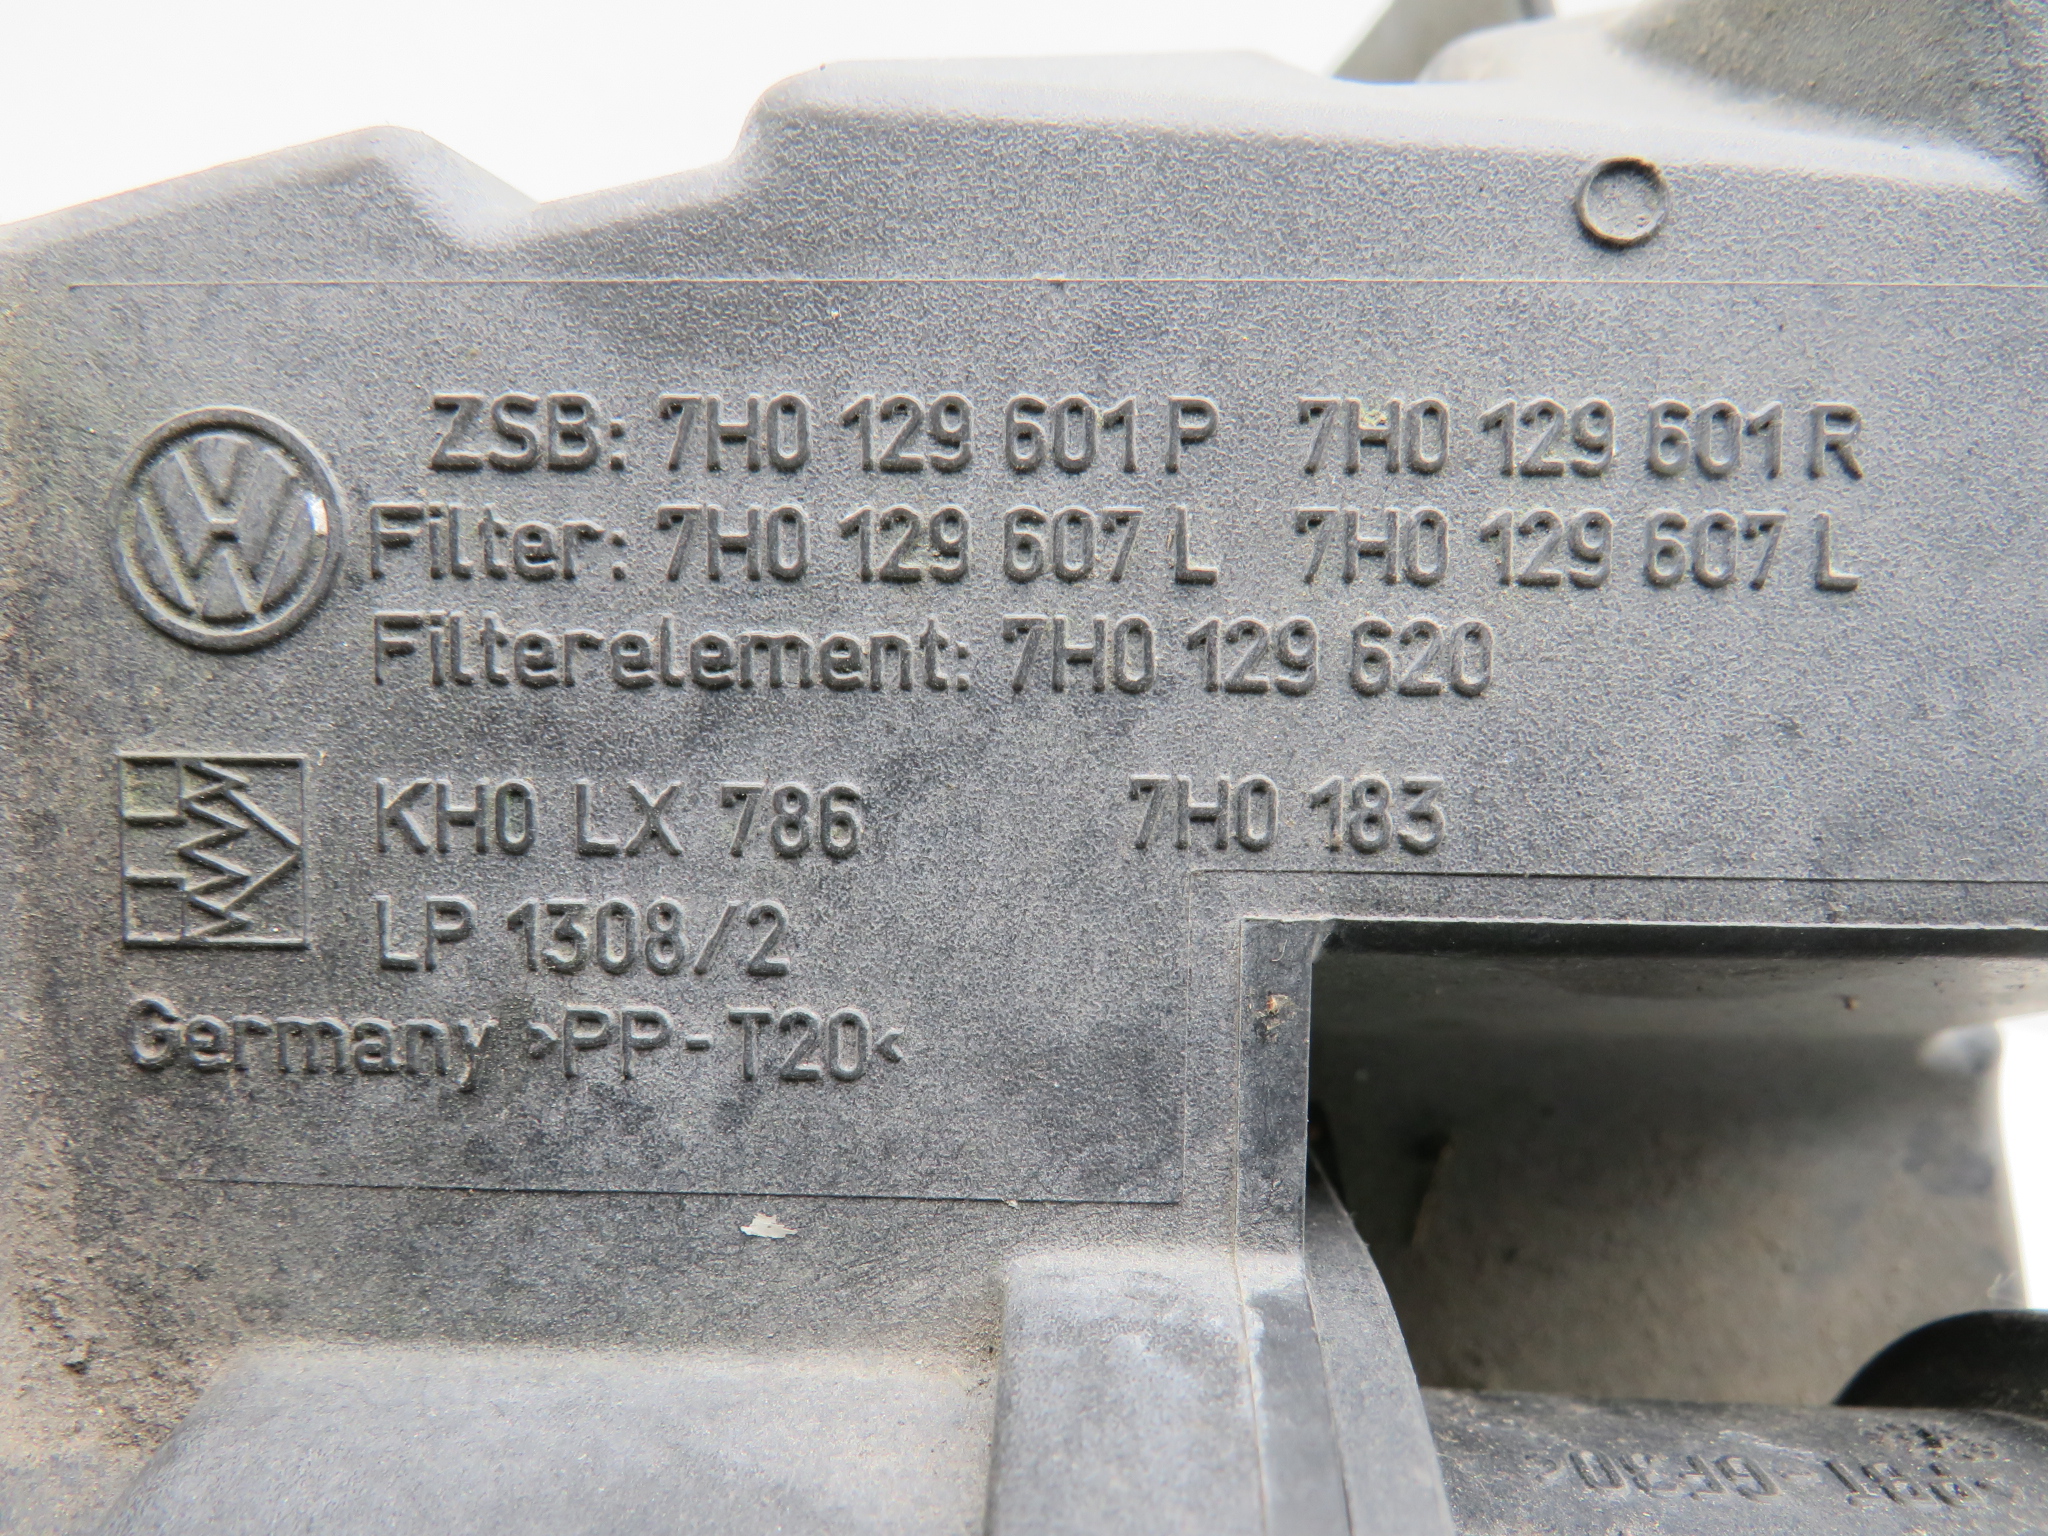 ZSB: 7H0 129 601 P 7H0 129 601 R
Filter: 7H0 129 607 L 7H0 129 607 L
Filterelement: 7H0 129 620
KH0 LX 786 7H0 183
LP 1308/2
Germany >PP-T20<